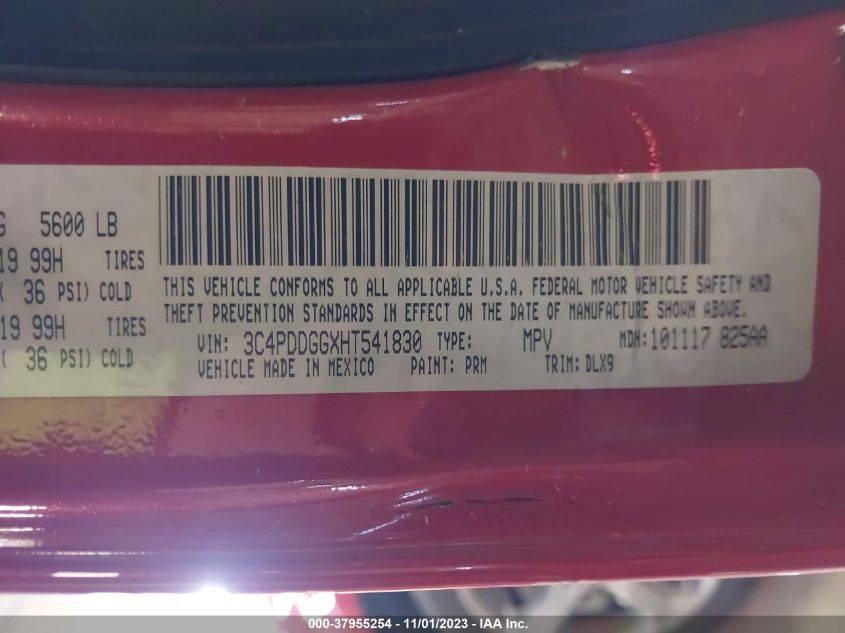 5600 LB
19 99H TIRES
( 36 PSI) COLD
19 99H TIRES
( 36 PSI) COLD
THIS VEHICLE CONFORMS TO ALL APPLICABLE U.S.A. FEDERAL MOTOR VEHICLE SAFETY AND
THEFT PREVENTION STANDARDS IN EFFECT ON THE DATE OF MANUFACTURE SHOWN ABOVE.
VIN: 3C4PDDGGXHT541830 TYPE: MPV MDH:101117 825AA
VEHICLE MADE IN MEXICO PAINT: PRM TRIM: DLX9
000-37955254 - 11/01/2023 - IAA Inc.